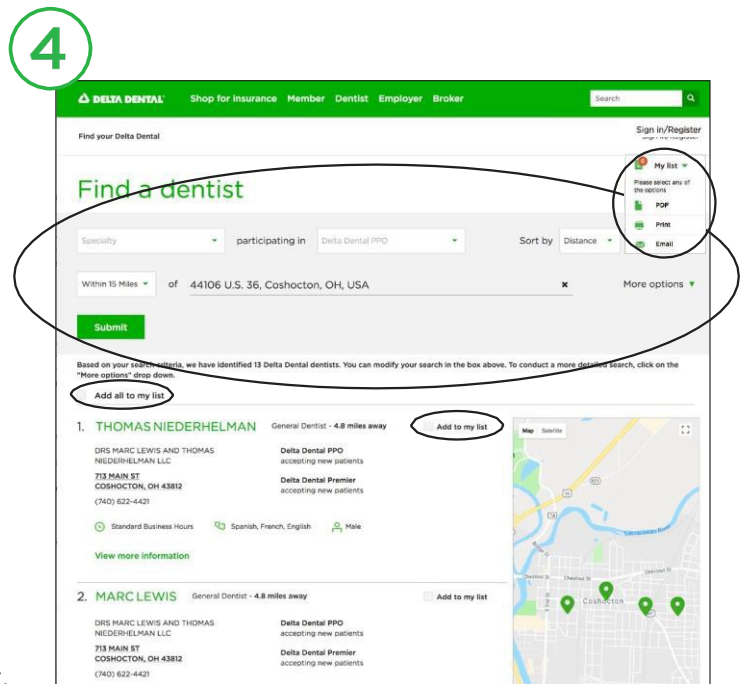 4
DELTA DENTAL Shop for Insurance Member Dentist Employer Broker Search
Find your Delta Dental Sign in/Register
My list
Please select any of
the options
PDF
Print
Email
Find a dentist
Specialty participating in Delta Dental PPO Sort by Distance
Within 15 Miles of 44106 U.S. 36, Coshocton, OH, USA × More options
Submit
Based on your search criteria, we have identified 13 Delta Dental dentists. You can modify your search in the box above. To conduct a more detailed search, click on the
"More options" drop down.
Add all to my list
1. THOMAS NIEDERHELMAN General Dentist - 4.8 miles away Add to my list
DRS MARC LEWIS AND THOMAS
NIEDERHELMAN LLC
713 MAIN ST
COSHOCTON, OH 43812
(740) 622-4421
Delta Dental PPO
accepting new patients
Delta Dental Premier
accepting new patients
Standard Business Hours Spanish, French, English Male
View more information
2. MARC LEWIS General Dentist - 4.8 miles away Add to my list
DRS MARC LEWIS AND THOMAS
NIEDERHELMAN LLC
713 MAIN ST
COSHOCTON, OH 43812
(740) 622-4421
Delta Dental PPO
accepting new patients
Delta Dental Premier
accepting new patients
Map Satellite
Chestnut St
Chestnut St
Chestnut St
Coshocton